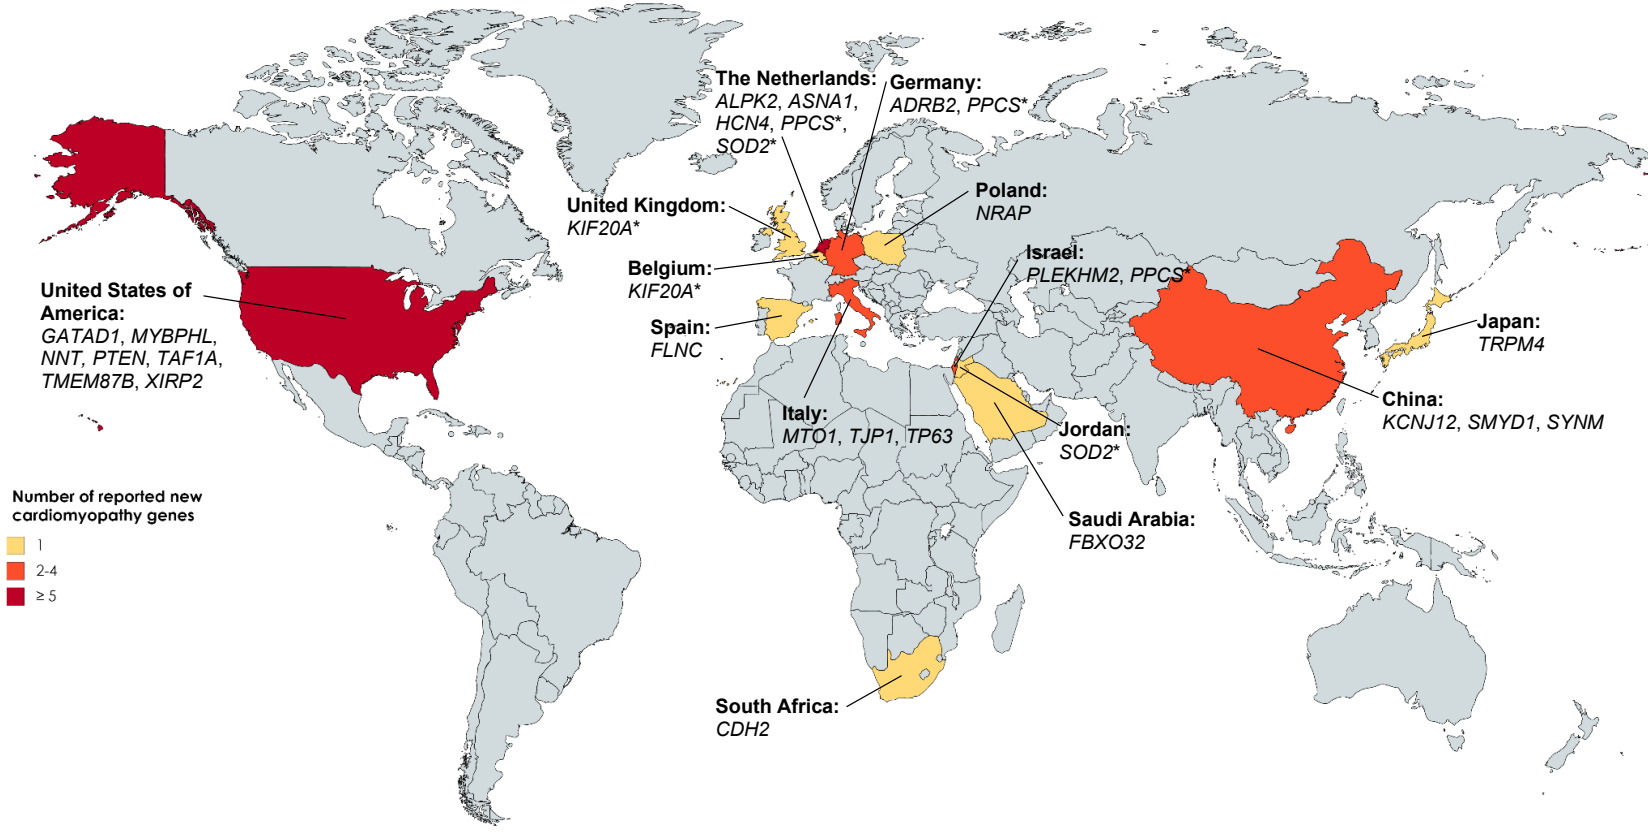 The Netherlands:
ALPK2, ASNA1,
HCN4, PPCS*,
SOD2*
Germany:
ADRB2, PPCS*
United Kingdom:
KIF20A*
Poland:
NRAP
Belgium:
KIF20A*
Israel:
PLEKHM2, PPCS*
United States of
America:
GATAD1, MYBPHL,
NNT, PTEN, TAF1A,
TMEM87B, XIRP2
Spain:
FLNC
Japan:
TRPM4
Italy:
MTO1, TJP1, TP63
China:
KCNJ12, SMYD1, SYNM
Jordan:
SOD2*
Saudi Arabia:
FBXO32
South Africa:
CDH2
Number of reported new
cardiomyopathy genes
1
2-4
≥ 5